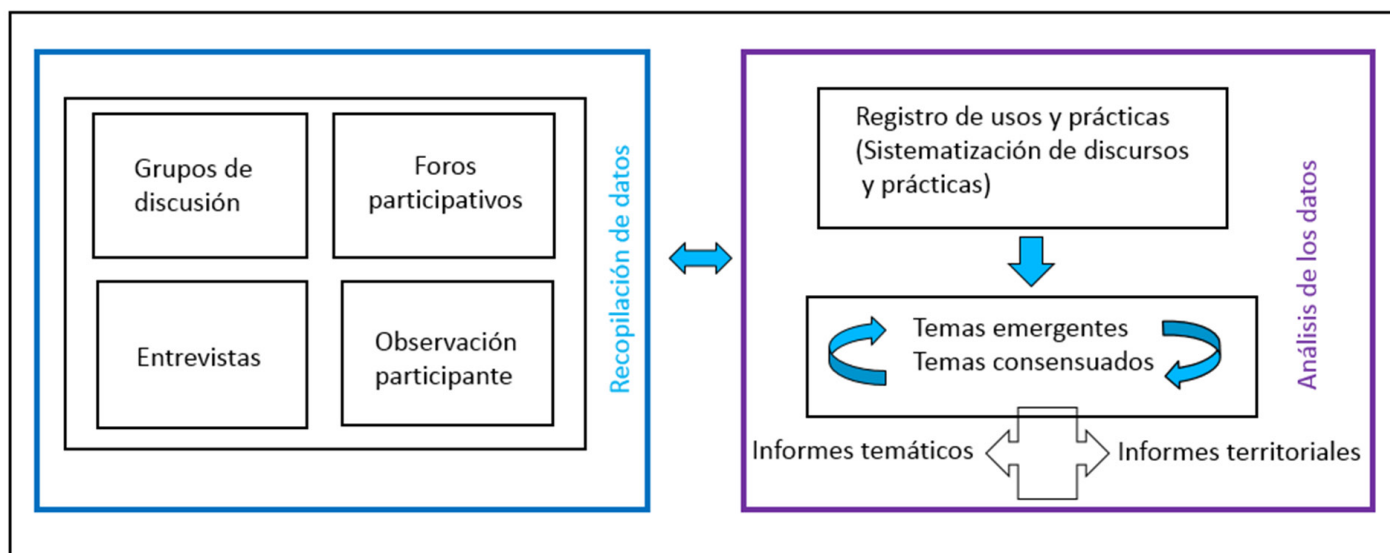 Grupos de
discusión
Foros
participativos
Entrevistas
Observación
participante
Recopilación de datos
Registro de usos y prácticas
(Sistematización de discursos
y prácticas)
Temas emergentes
Temas consensuados
Informes temáticos
Informes territoriales
Análisis de los datos